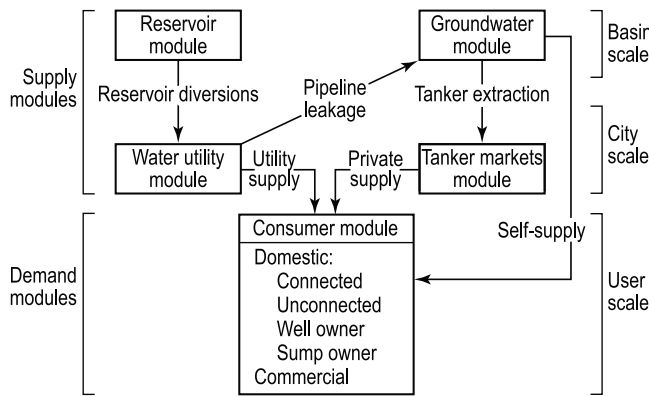 Reservoir
module
Groundwater
module
Basin
scale
Supply
modules
Reservoir diversions
Pipeline
leakage
Tanker extraction
City
scale
Water utility
module
Utility
supply
Private
supply
Tanker markets
module
Consumer module
Self-supply
Demand
modules
Domestic:
Connected
Unconnected
Well owner
Sump owner
Commercial
User
scale